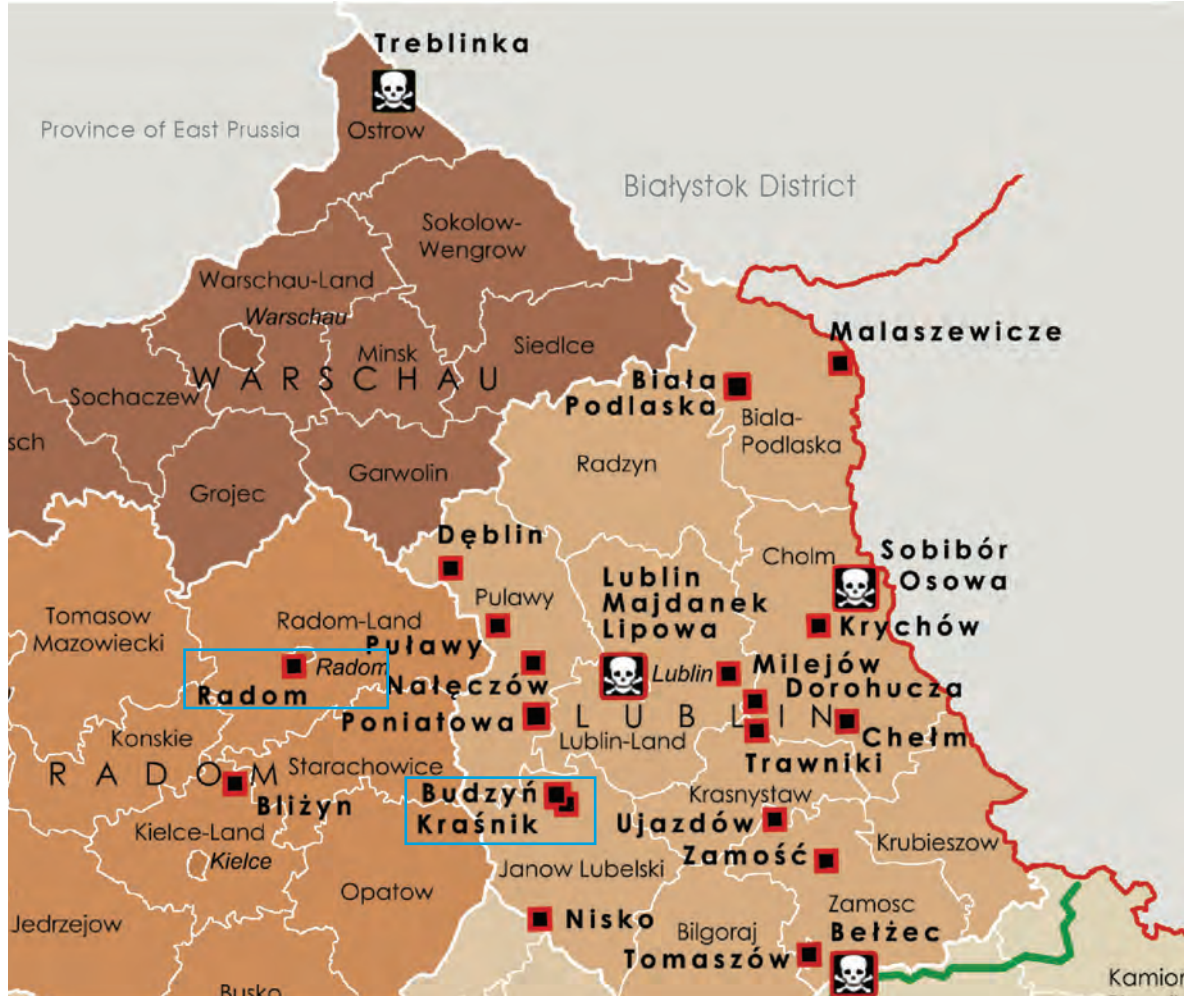 Treblinka
Province of East Prussia
Ostrow
Białystok District
Sokolow-
Wengrow
Warschau-Land
Warschau
Malaszewicze
Minsk
Siedlce
WARSCHAU
Sochaczew
Biała
Podlaska
Biala-
Podlaska
sch
Garwolin
Radzyn
Grojec
Dęblin
Cholm
Sobibór
Osowa
Lublin
Majdanek
Lipowa
Pulawy
Tomasow
Mazowiecki
Radom-Land
Puławy
Krychów
Radom
Radom
Nałęczów
Lublin
Milejów
Dorohucza
Poniatowa
LUBLIN
Konskie
Lublin-Land
Chełm
Trawniki
RADOM
Starachowice
Bliżyn
Budzyń
Kraśnik
Krasnystaw
Ujazdów
Kielce-Land
Kielce
Krubieszow
Zamość
Janow Lubelski
Opatow
Jedrzejow
Nisko
Zamosc
Bełżec
Bilgoraj
Tomaszów
Busko
Kamior